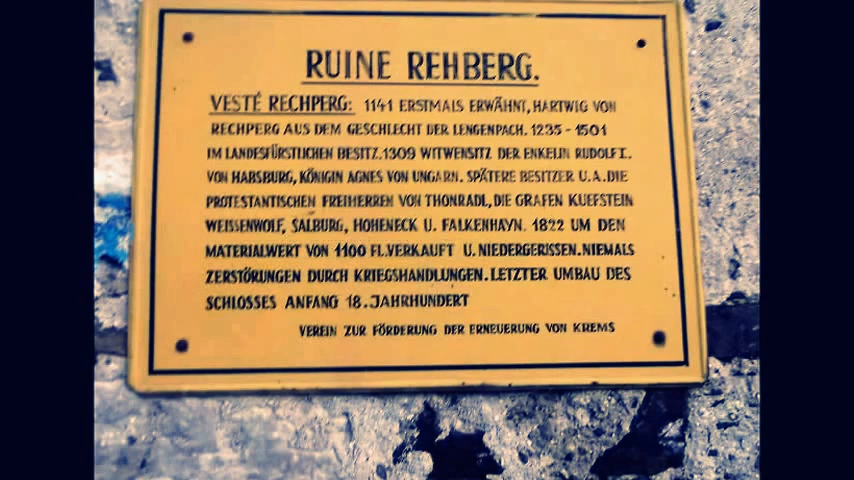 RUINE REHBERG.
VESTE RECHPERG: 1141 ERSTMALS ERWÄHNT, HARTWIG VON
RECHPERG AUS DEM GESCHLECHT DER LENGENPACH. 1235 - 1501
IM LANDESFÜRSTLICHEN BESITZ. 1309 WITWENSITZ DER ENKELIN RUDOLF I.
VON HABSBURG, KÖNIGIN AGNES VON UNGARN. SPÄTERE BESITZER U.A. DIE
PROTESTANTISCHEN FREIHERREN VON THONRADL, DIE GRAFEN KUEFSTEIN
WEISSENWOLF, SALBURG, HOHENECK U. FALKENHAYN. 1822 UM DEN
MATERIALWERT VON 1100 FL. VERKAUFT U. NIEDERGERISSEN. NIEMALS
ZERSTÖRUNGEN DURCH KRIEGSHANDLUNGEN. LETZTER UMBAU DES
SCHLOSSES ANFANG 18. JAHRHUNDERT
VEREIN ZUR FÖRDERUNG DER ERNEUERUNG VON KREMS